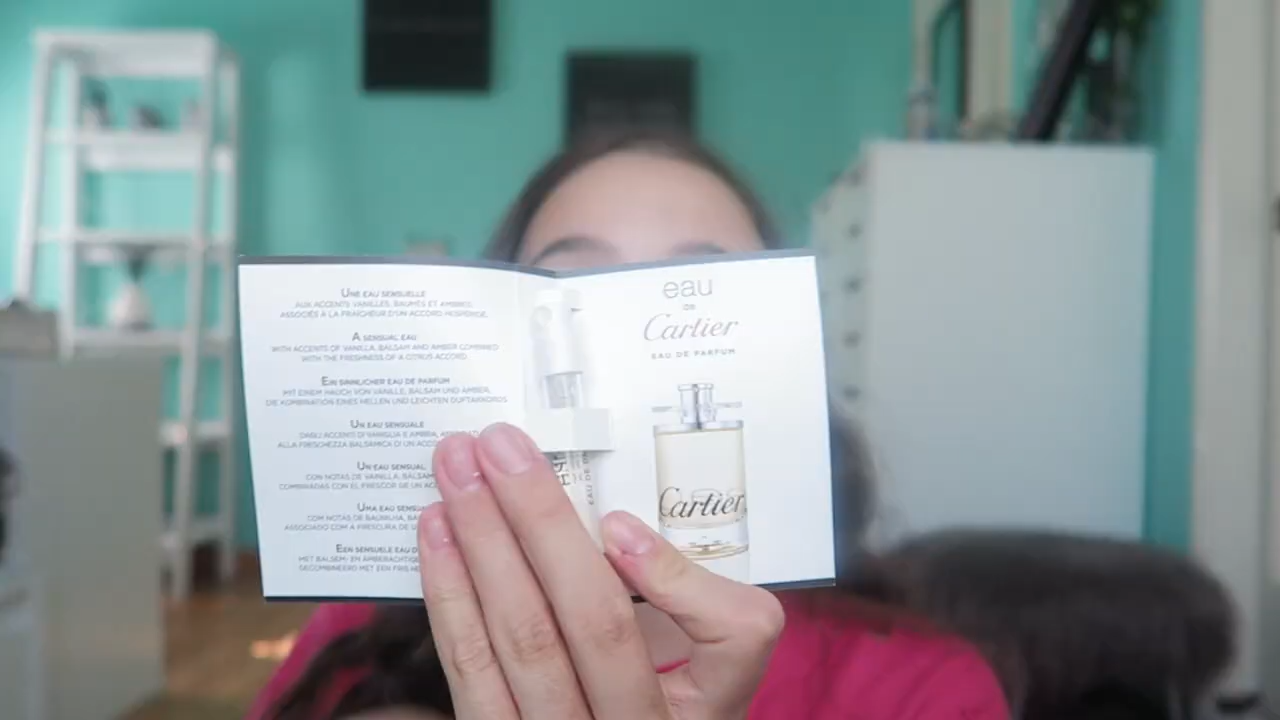 UNE EAU SENSUELLE
AUX ACCENTS VANILLÉS, BAUMÉS ET AMBRÉS,
ASSOCIÉS À LA FRAÎCHEUR D'UN ACCORD HESPÉRIDÉ.
A SENSUAL EAU
WITH ACCENTS OF VANILLA, BALSAM AND AMBER COMBINED
WITH THE FRESHNESS OF A CITRUS ACCORD.
EIN SINNLICHER EAU DE PARFUM
MIT EINEM HAUCH VON VANILLE, BALSAM UND AMBER,
DIE KOMBINATION EINES HELLEN UND LEICHTEN DUFTAKKORDS
UN EAU SENSUALE
DAGLI ACCENTI DI VANIGLIA E AMBRA,
ALLA FRESCHEZZA BALSAMICA DI UN
UN EAU SENSUAL
CON NOTAS DE VAINILLA,
COMBINADAS CON EL FRESCOR DE UN
UMA EAU
COM NOTAS DE BAUNILHA,
ASSOCIADO COM A FRESCURA DE
EEN SENSUELE EAU
MET BALSEM- EN AMBERACHTIGE
GECOMBINEERD MET EEN
eau
de
Cartier
EAU DE PARFUM
Cartier
EAU DE